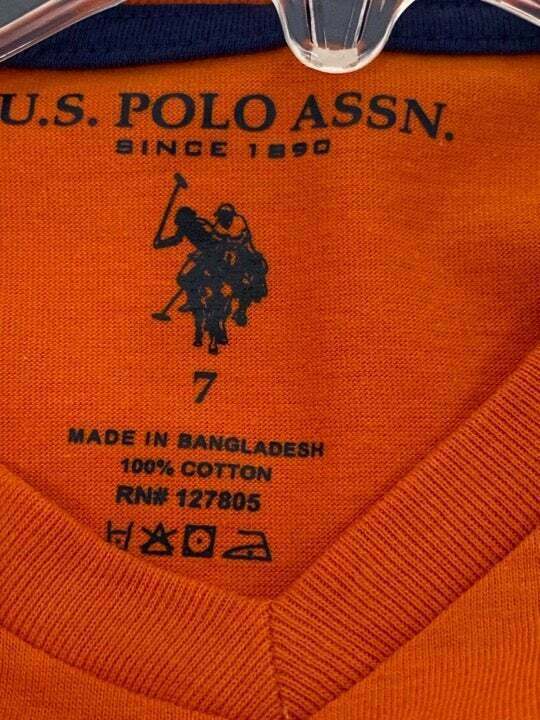 U.S. POLO ASSN.
SINCE 1890
7
MADE IN BANGLADESH
100% COTTON
RN# 127805